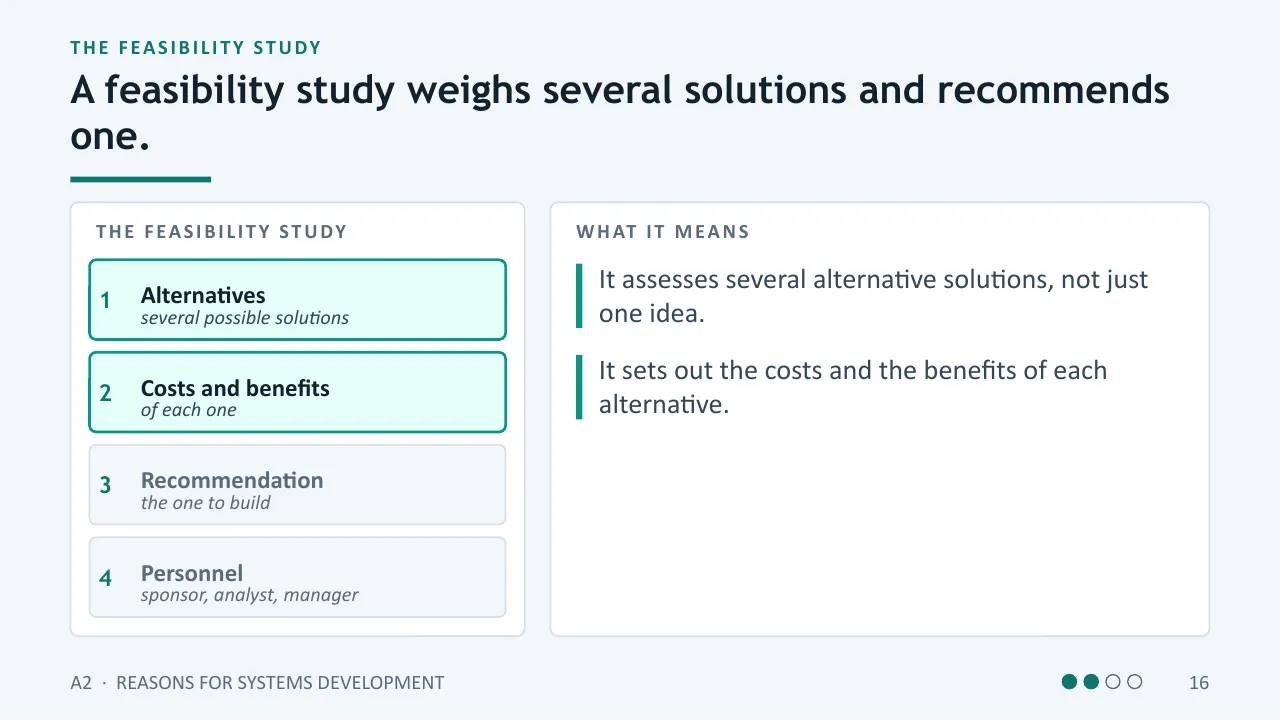 THE FEASIBILITY STUDY
A feasibility study weighs several solutions and recommends
one.
THE FEASIBILITY STUDY
1
Alternatives
several possible solutions
2
Costs and benefits
of each one
3
Recommendation
the one to build
4
Personnel
sponsor, analyst, manager
WHAT IT MEANS
It assesses several alternative solutions, not just
one idea.
It sets out the costs and the benefits of each
alternative.
A2 · REASONS FOR SYSTEMS DEVELOPMENT
16